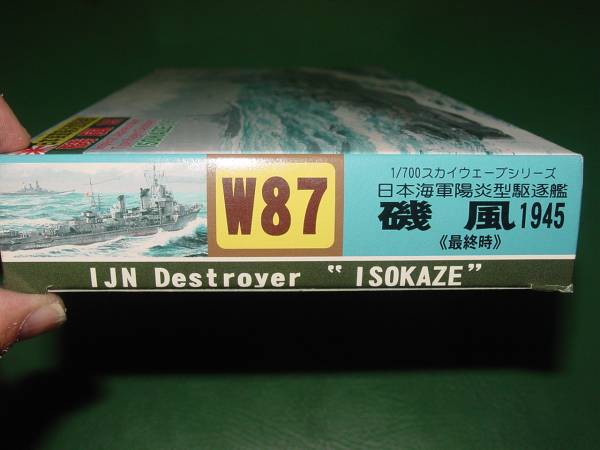 W87
1/700スカイウェーブシリーズ
日本海軍陽炎型駆逐艦
磯風1945
《最終時》
IJN Destroyer “ISOKAZE”